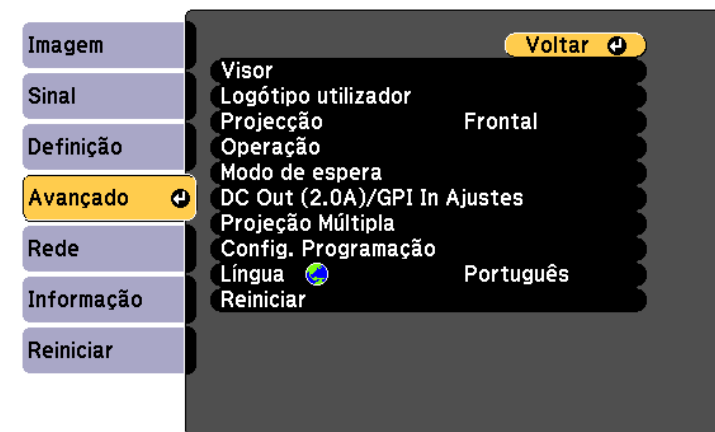 Imagem
Sinal
Definição
Avançado
Rede
Informação
Reiniciar
Voltar
Visor
Logótipo utilizador
Projecção Frontal
Operação
Modo de espera
DC Out (2.0A)/GPI In Ajustes
Projeção Múltipla
Config. Programação
Língua Português
Reiniciar